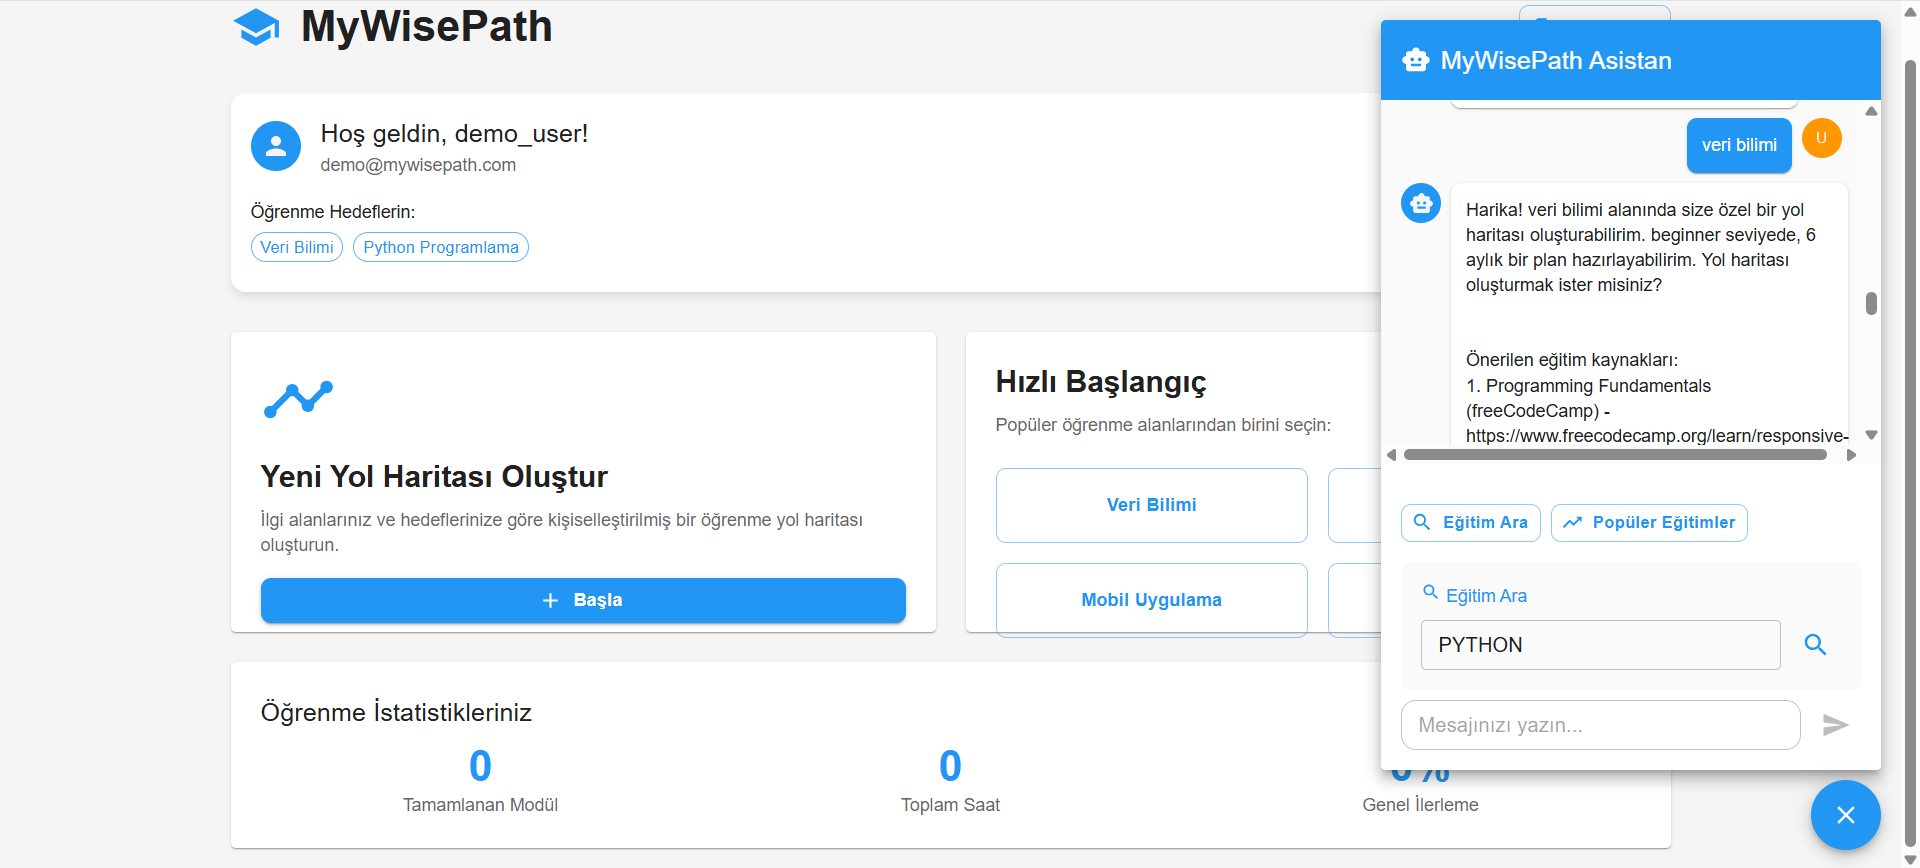 MyWisePath
Hoş geldin, demo_user!
demo@mywisepath.com
Öğrenme Hedeflerin:
Veri Bilimi
Python Programlama
Yeni Yol Haritası Oluştur
İlgi alanlarınız ve hedeflerinize göre kişiselleştirilmiş bir öğrenme yol haritası
oluşturun.
Başla
Hızlı Başlangıç
Popüler öğrenme alanlarından birini seçin:
Veri Bilimi
Mobil Uygulama
Öğrenme İstatistikleriniz
0
Tamamlanan Modül
0
Toplam Saat
0%
Genel İlerleme
MyWisePath Asistan
veri bilimi
U
Harika! veri bilimi alanında size özel bir yol
haritası oluşturabilirim. beginner seviyede, 6
aylık bir plan hazırlayabilirim. Yol haritası
oluşturmak ister misiniz?
Önerilen eğitim kaynakları:
1. Programming Fundamentals
(freeCodeCamp) -
https://www.freecodecamp.org/learn/responsive-
Eğitim Ara
Popüler Eğitimler
Eğitim Ara
PYTHON
Mesajınızı yazın...